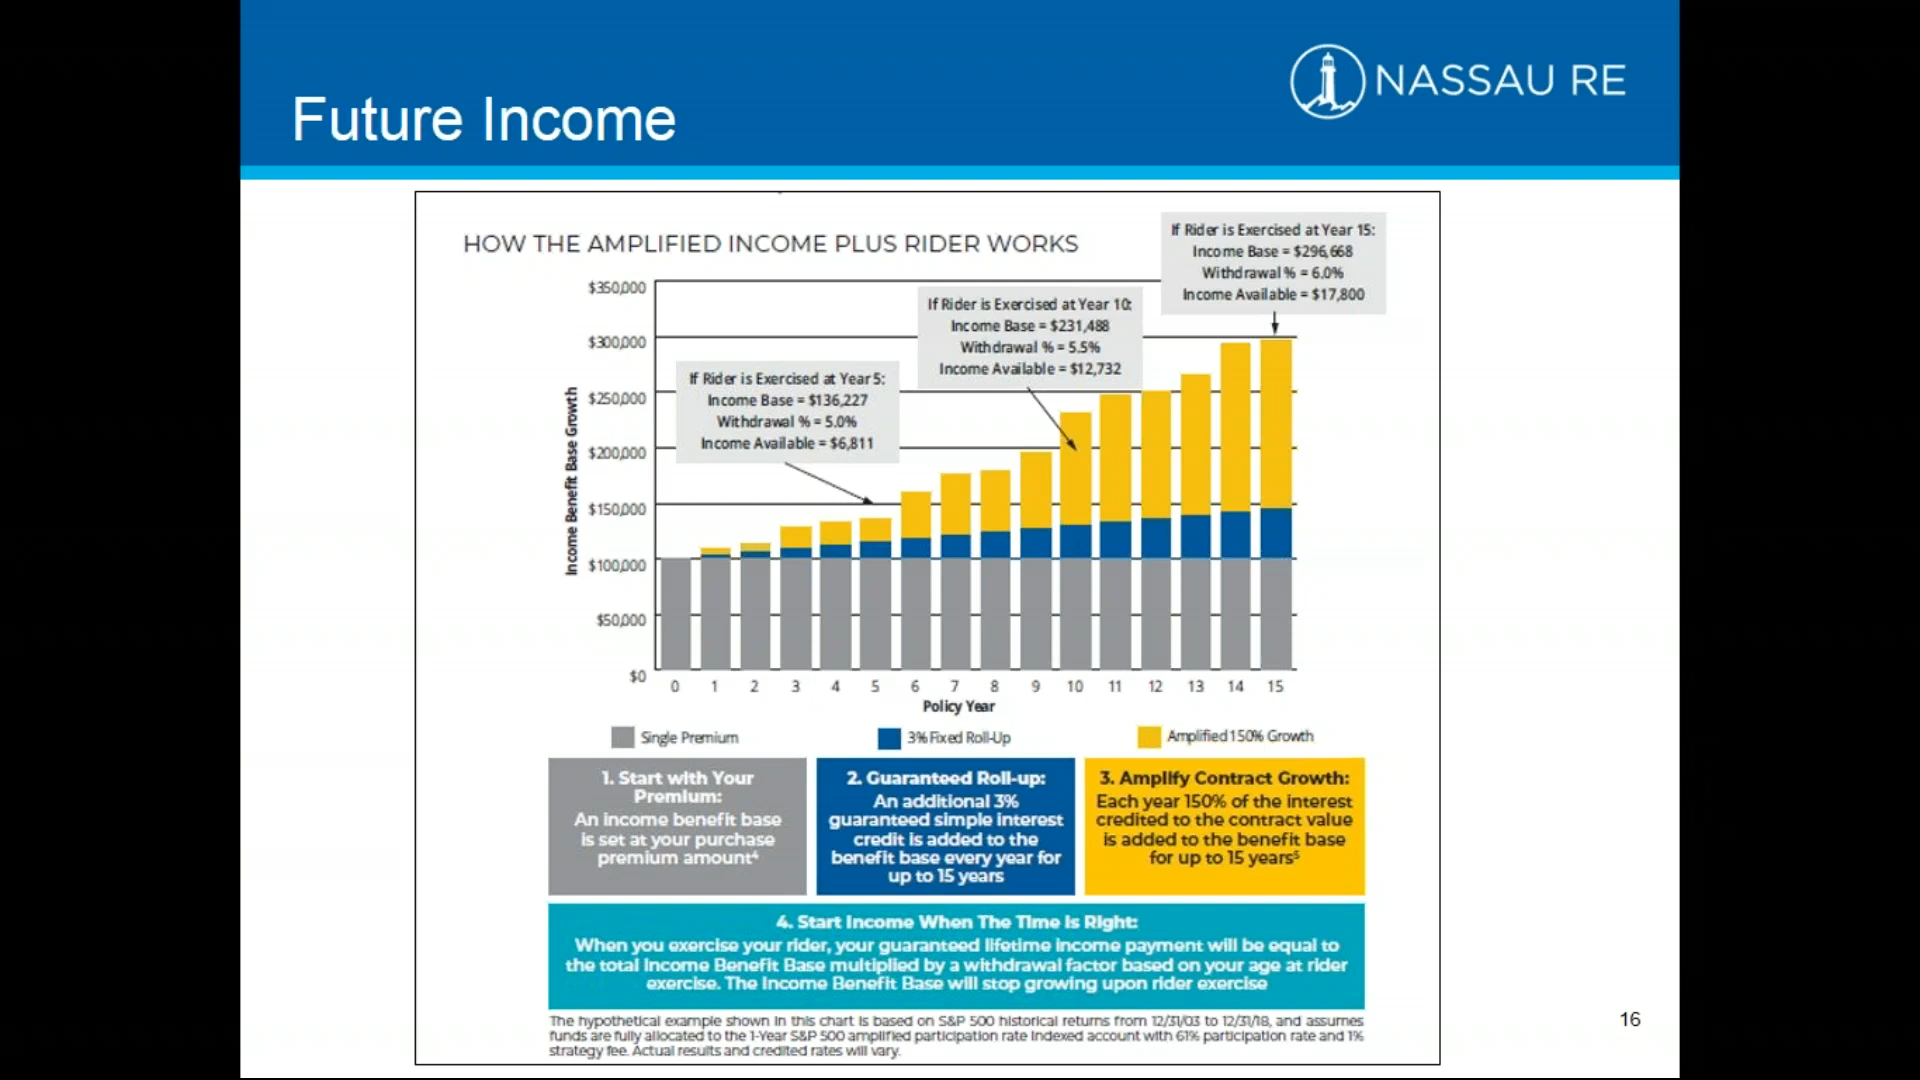 NASSAU RE
Future Income
HOW THE AMPLIFIED INCOME PLUS RIDER WORKS
If Rider is Exercised at Year 15:
Income Base = $296,668
Withdrawal % = 6.0%
Income Available = $17,800
If Rider is Exercised at Year 10:
Income Base = $231,488
Withdrawal % = 5.5%
Income Available = $12,732
If Rider is Exercised at Year 5:
Income Base = $136,227
Withdrawal % = 5.0%
Income Available = $6,811
Income Benefit Base Growth
$350,000
$300,000
$250,000
$200,000
$150,000
$100,000
$50,000
$0
0 1 2 3 4 5 6 7 8 9 10 11 12 13 14 15
Policy Year
Single Premium
3% Fixed Roll-Up
Amplified 150% Growth
1. Start with Your
Premium:
An income benefit base
is set at your purchase
premium amount⁴
2. Guaranteed Roll-up:
An additional 3%
guaranteed simple interest
credit is added to the
benefit base every year for
up to 15 years
3. Amplify Contract Growth:
Each year 150% of the interest
credited to the contract value
is added to the benefit base
for up to 15 years⁵
4. Start Income When The Time Is Right:
When you exercise your rider, your guaranteed lifetime income payment will be equal to
the total Income Benefit Base multiplied by a withdrawal factor based on your age at rider
exercise. The Income Benefit Base will stop growing upon rider exercise
The hypothetical example shown in this chart is based on S&P 500 historical returns from 12/31/03 to 12/31/18, and assumes
funds are fully allocated to the 1-Year S&P 500 amplified participation rate indexed account with 61% participation rate and 1%
strategy fee. Actual results and credited rates will vary.
16